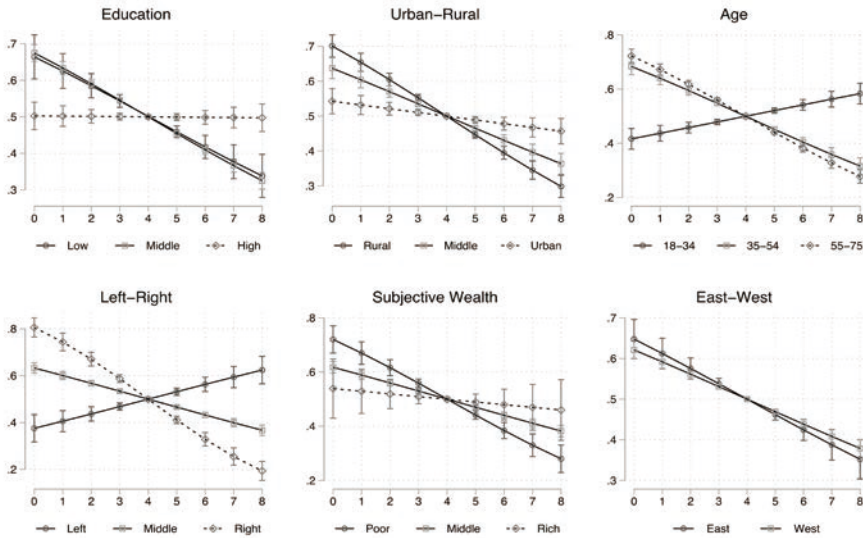 Education
.7
.6
.5
.4
.3
0 1 2 3 4 5 6 7 8
Low Middle High
Urban–Rural
.7
.6
.5
.4
.3
0 1 2 3 4 5 6 7 8
Rural Middle Urban
Age
.8
.6
.4
.2
0 1 2 3 4 5 6 7 8
18–34 35–54 55–75
Left–Right
.8
.6
.4
.2
0 1 2 3 4 5 6 7 8
Left Middle Right
Subjective Wealth
.8
.6
.4
.2
0 1 2 3 4 5 6 7 8
Poor Middle Rich
East–West
.7
.6
.5
.4
.3
0 1 2 3 4 5 6 7 8
East West